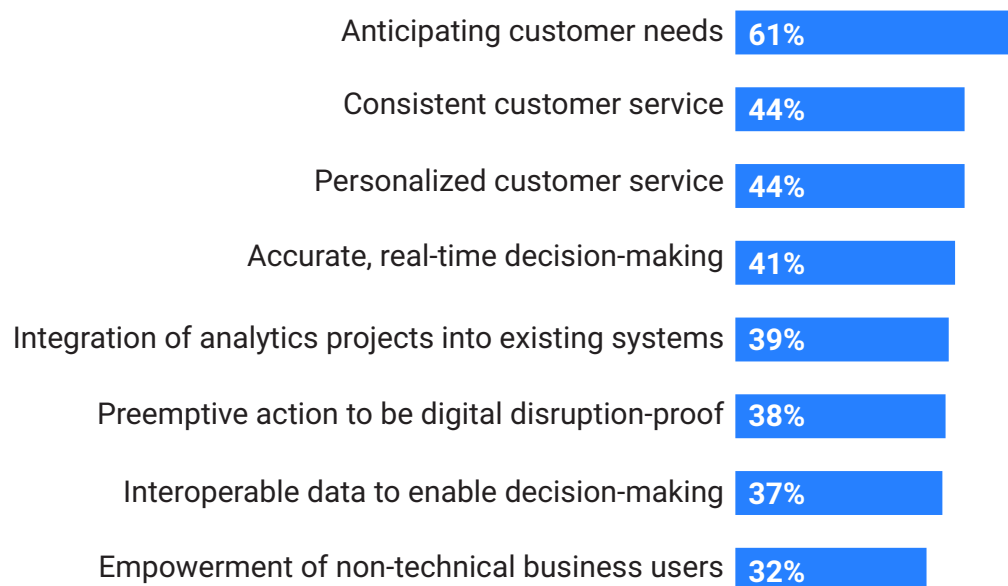 Anticipating customer needs 61%
Consistent customer service 44%
Personalized customer service 44%
Accurate, real-time decision-making 41%
Integration of analytics projects into existing systems 39%
Preemptive action to be digital disruption-proof 38%
Interoperable data to enable decision-making 37%
Empowerment of non-technical business users 32%